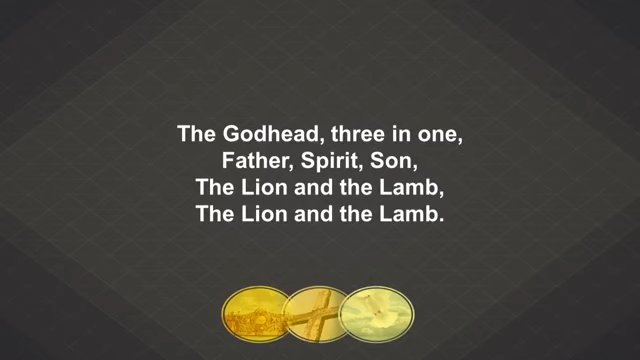 The Godhead, three in one,
Father, Spirit, Son,
The Lion and the Lamb,
The Lion and the Lamb.